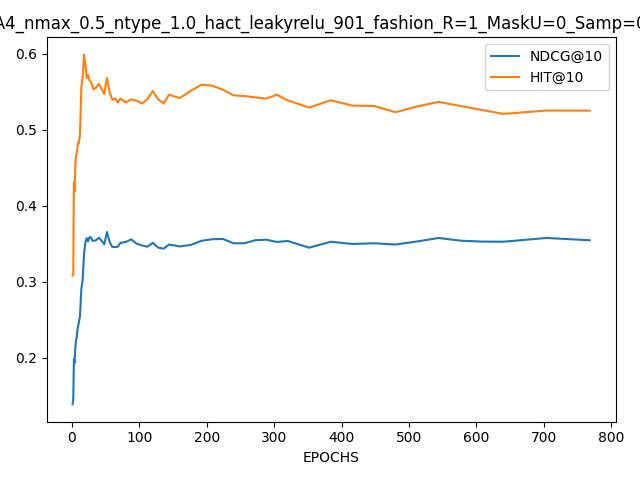 A4_nmax_0.5_ntype_1.0_hact_leakyrelu_901_fashion_R=1_MaskU=0_Samp=0
NDCG@10
HIT@10
0.6
0.5
0.4
0.3
0.2
0 100 200 300 400 500 600 700 800
EPOCHS